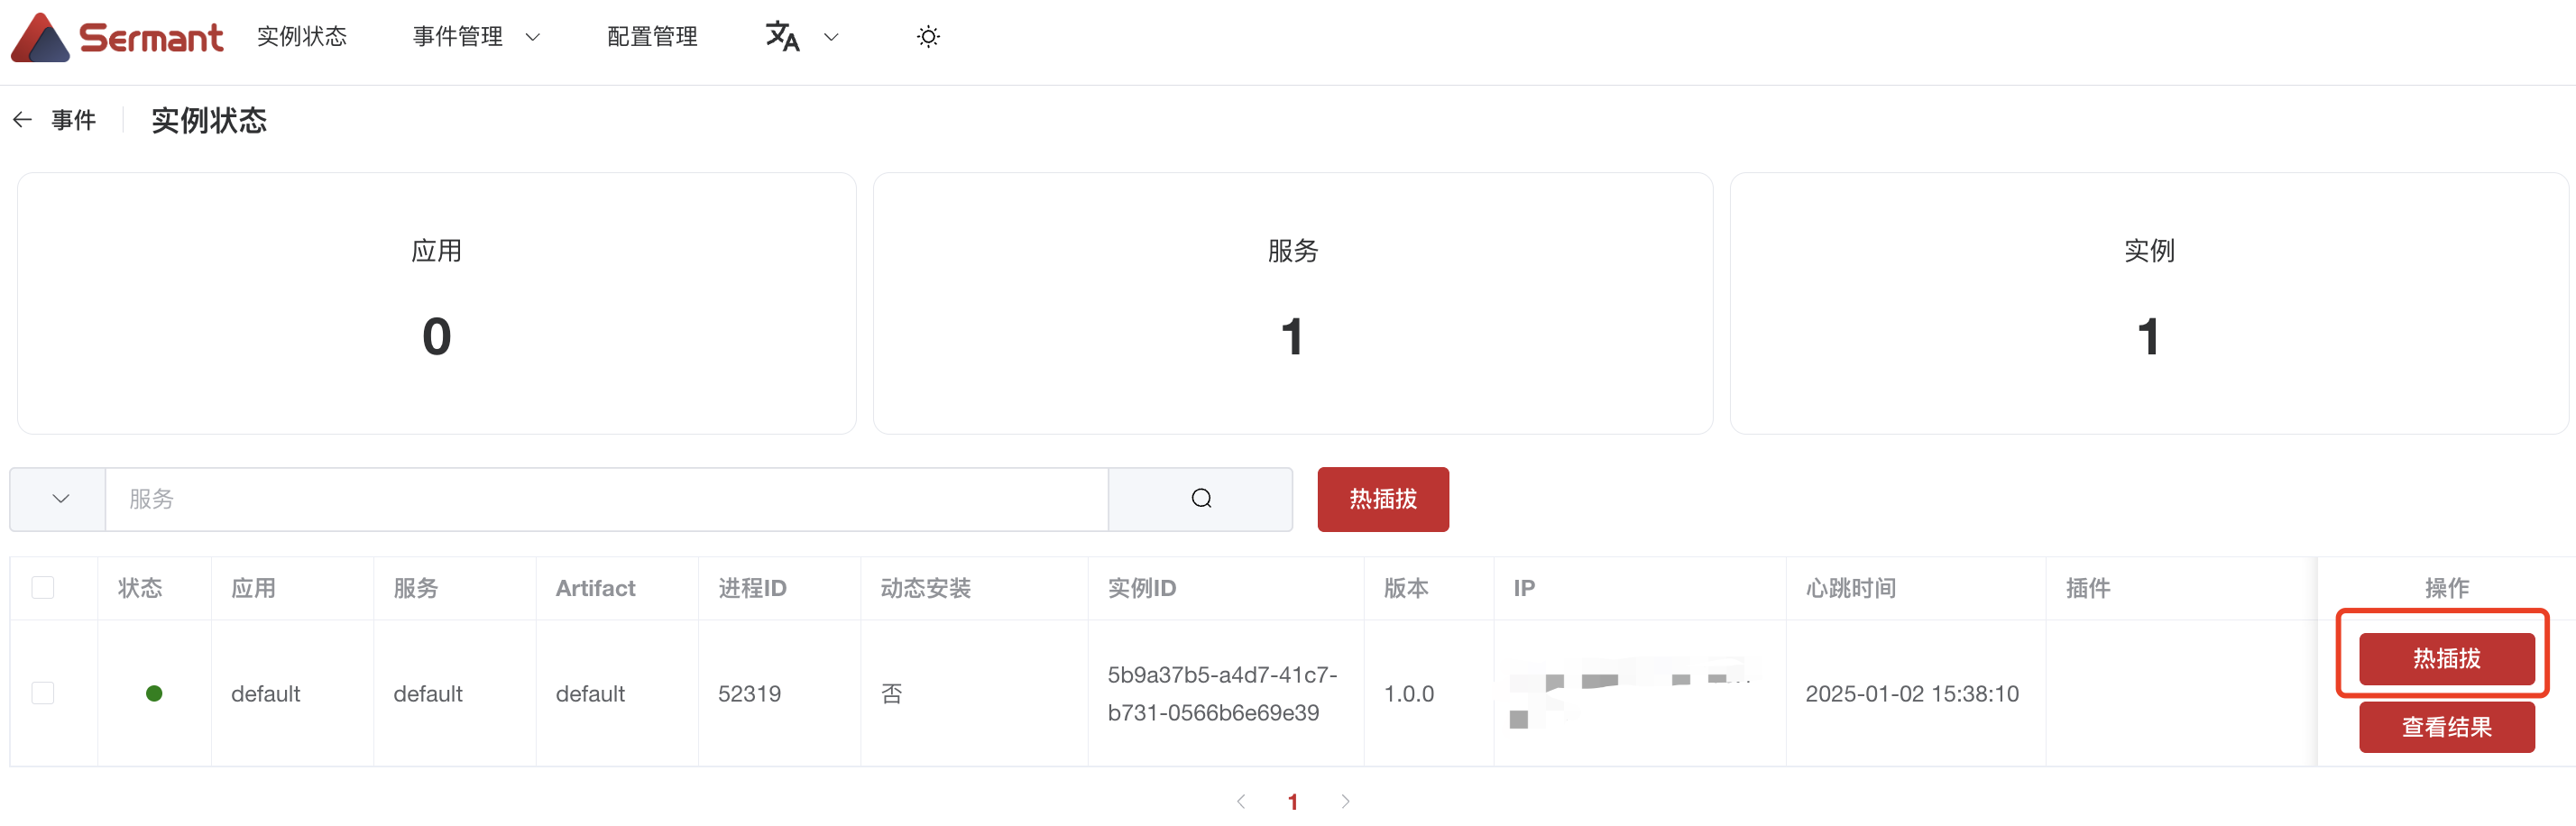 Sermant 实例状态 事件管理 配置管理 文A
事件 实例状态
应用 服务 实例
0 1 1
服务 热插拔
状态 应用 服务 Artifact 进程ID 动态安装 实例ID 版本 IP 心跳时间 插件 操作
热插拔
default default default 52319 否 5b9a37b5-a4d7-41c7- 1.0.0 2025-01-02 15:38:10
b731-0566b6e69e39
查看结果
1